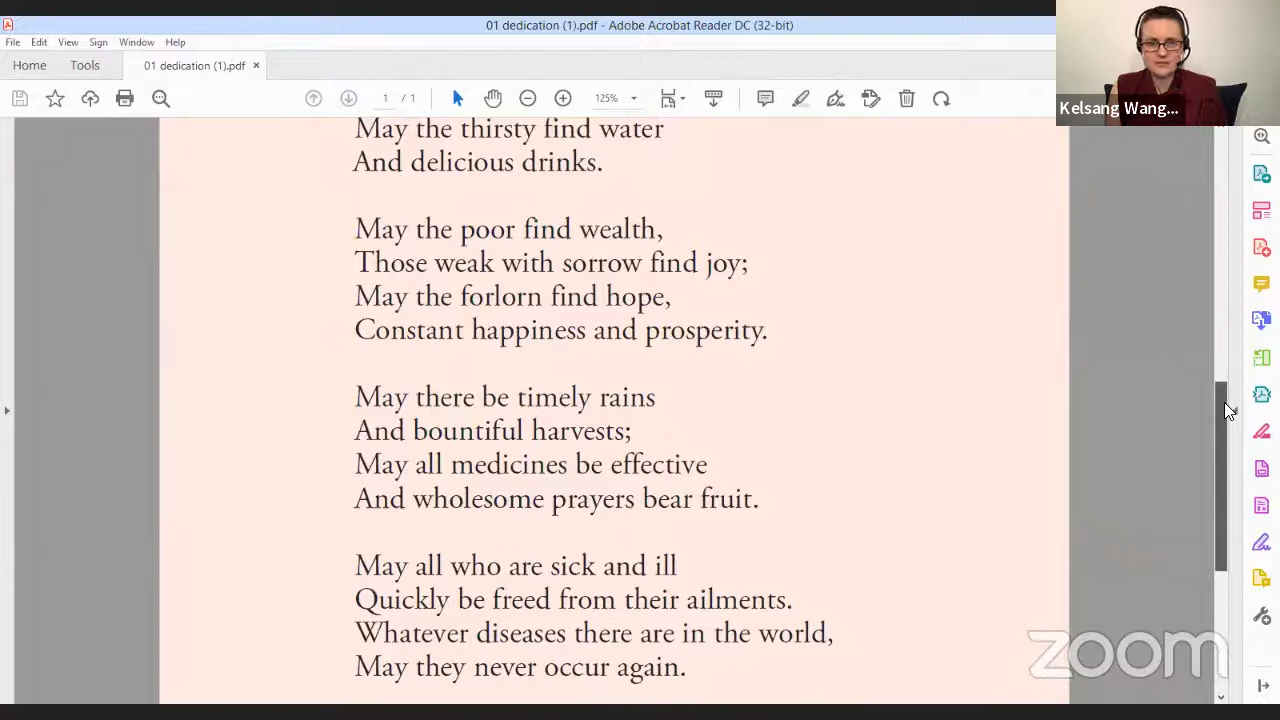 01 dedication (1).pdf - Adobe Acrobat Reader DC (32-bit)
File Edit View Sign Window Help
Home Tools 01 dedication (1).pdf ×
1 / 1 125%
Kelsang Wang...
May the thirsty find water
And delicious drinks.
May the poor find wealth,
Those weak with sorrow find joy;
May the forlorn find hope,
Constant happiness and prosperity.
May there be timely rains
And bountiful harvests;
May all medicines be effective
And wholesome prayers bear fruit.
May all who are sick and ill
Quickly be freed from their ailments.
Whatever diseases there are in the world,
May they never occur again.
zoom